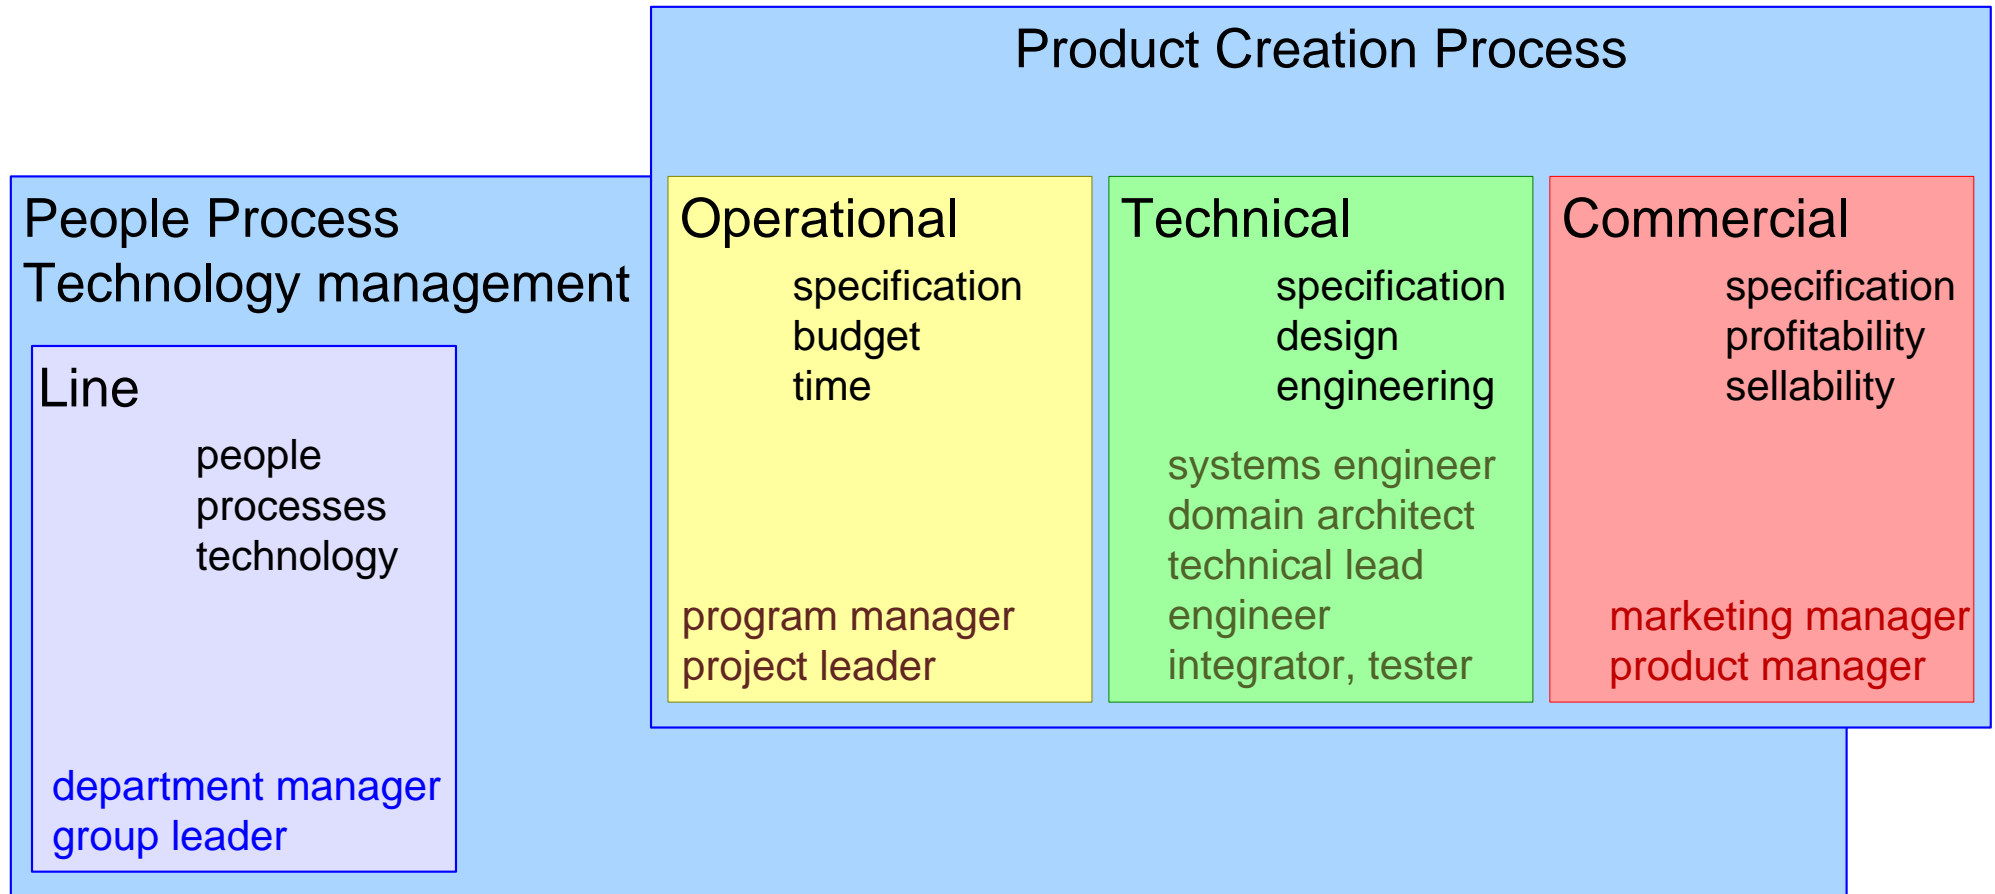 Product Creation Process
People Process
Technology management
Line
people
processes
technology
department manager
group leader
Operational
specification
budget
time
program manager
project leader
Technical
specification
design
engineering
systems engineer
domain architect
technical lead
engineer
integrator, tester
Commercial
specification
profitability
sellability
marketing manager
product manager